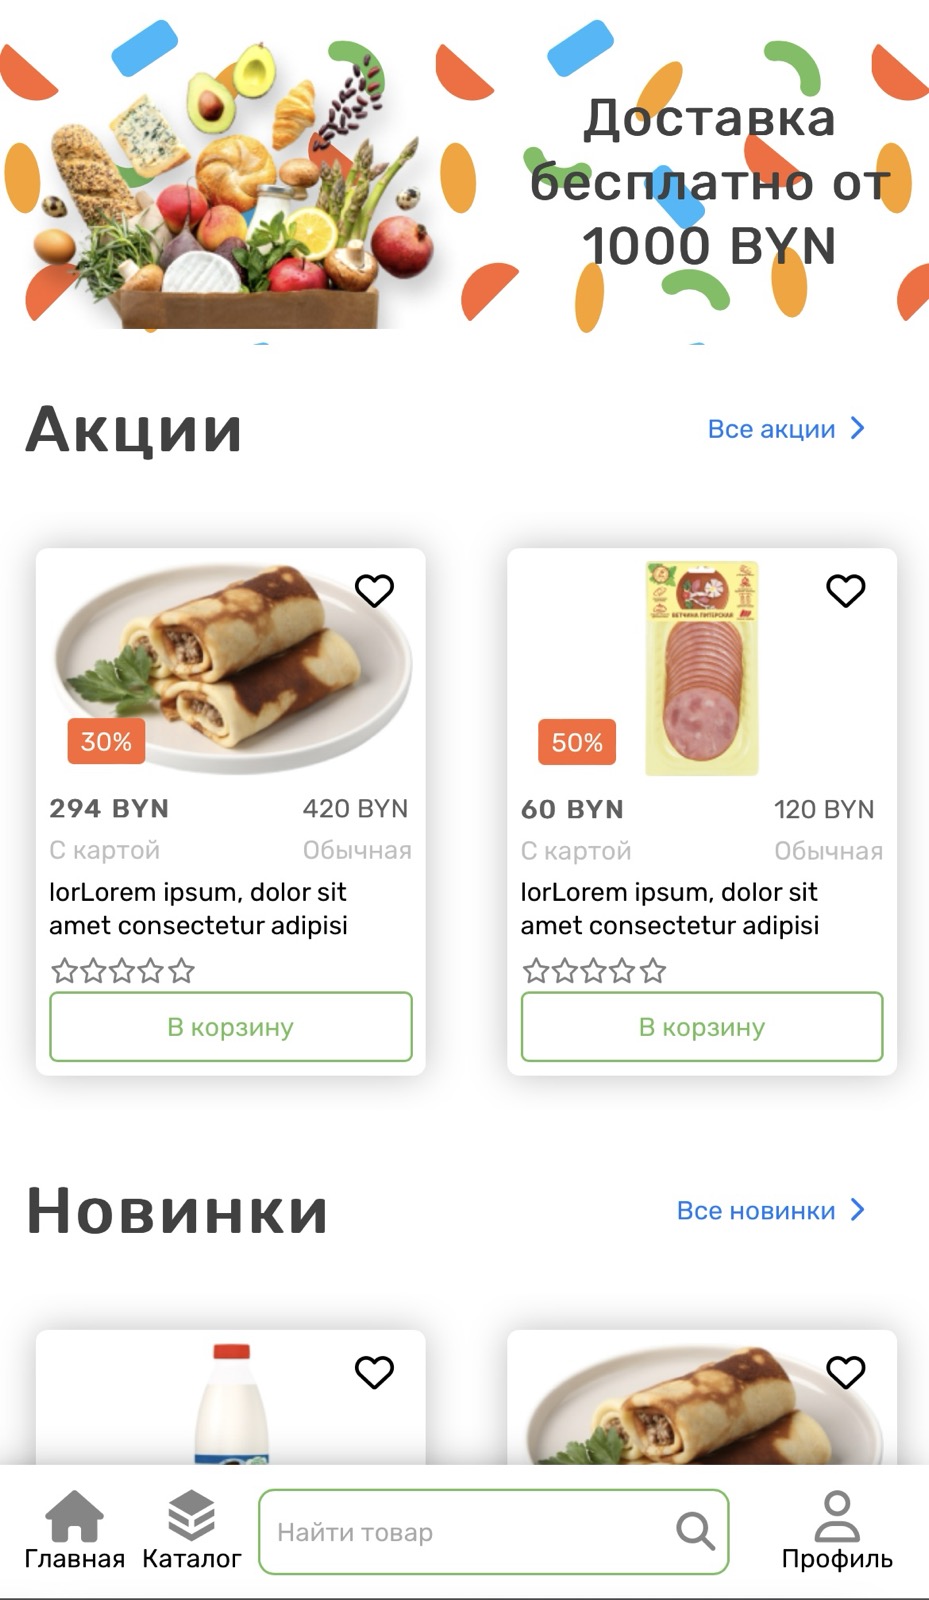 Доставка
бесплатно от
1000 BYN
Акции
Все акции
30%
294 BYN 420 BYN
С картой Обычная
lorLorem ipsum, dolor sit
amet consectetur adipisi
В корзину
ВЕТЧИНА ПИТЕРСКАЯ
50%
60 BYN 120 BYN
С картой Обычная
lorLorem ipsum, dolor sit
amet consectetur adipisi
В корзину
Новинки
Все новинки
Главная
Каталог
Найти товар
Профиль